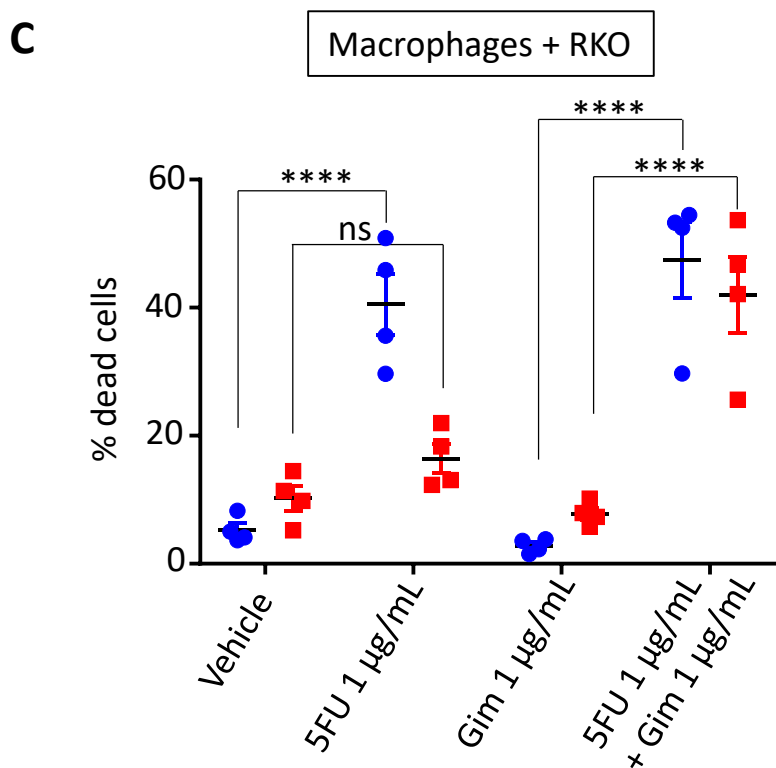 C
Macrophages + RKO
****
****
****
ns
% dead cells
60
40
20
0
Vehicle
5FU 1 µg/mL
Gim 1 µg/mL
5FU 1 µg/mL
+ Gim 1 µg/mL